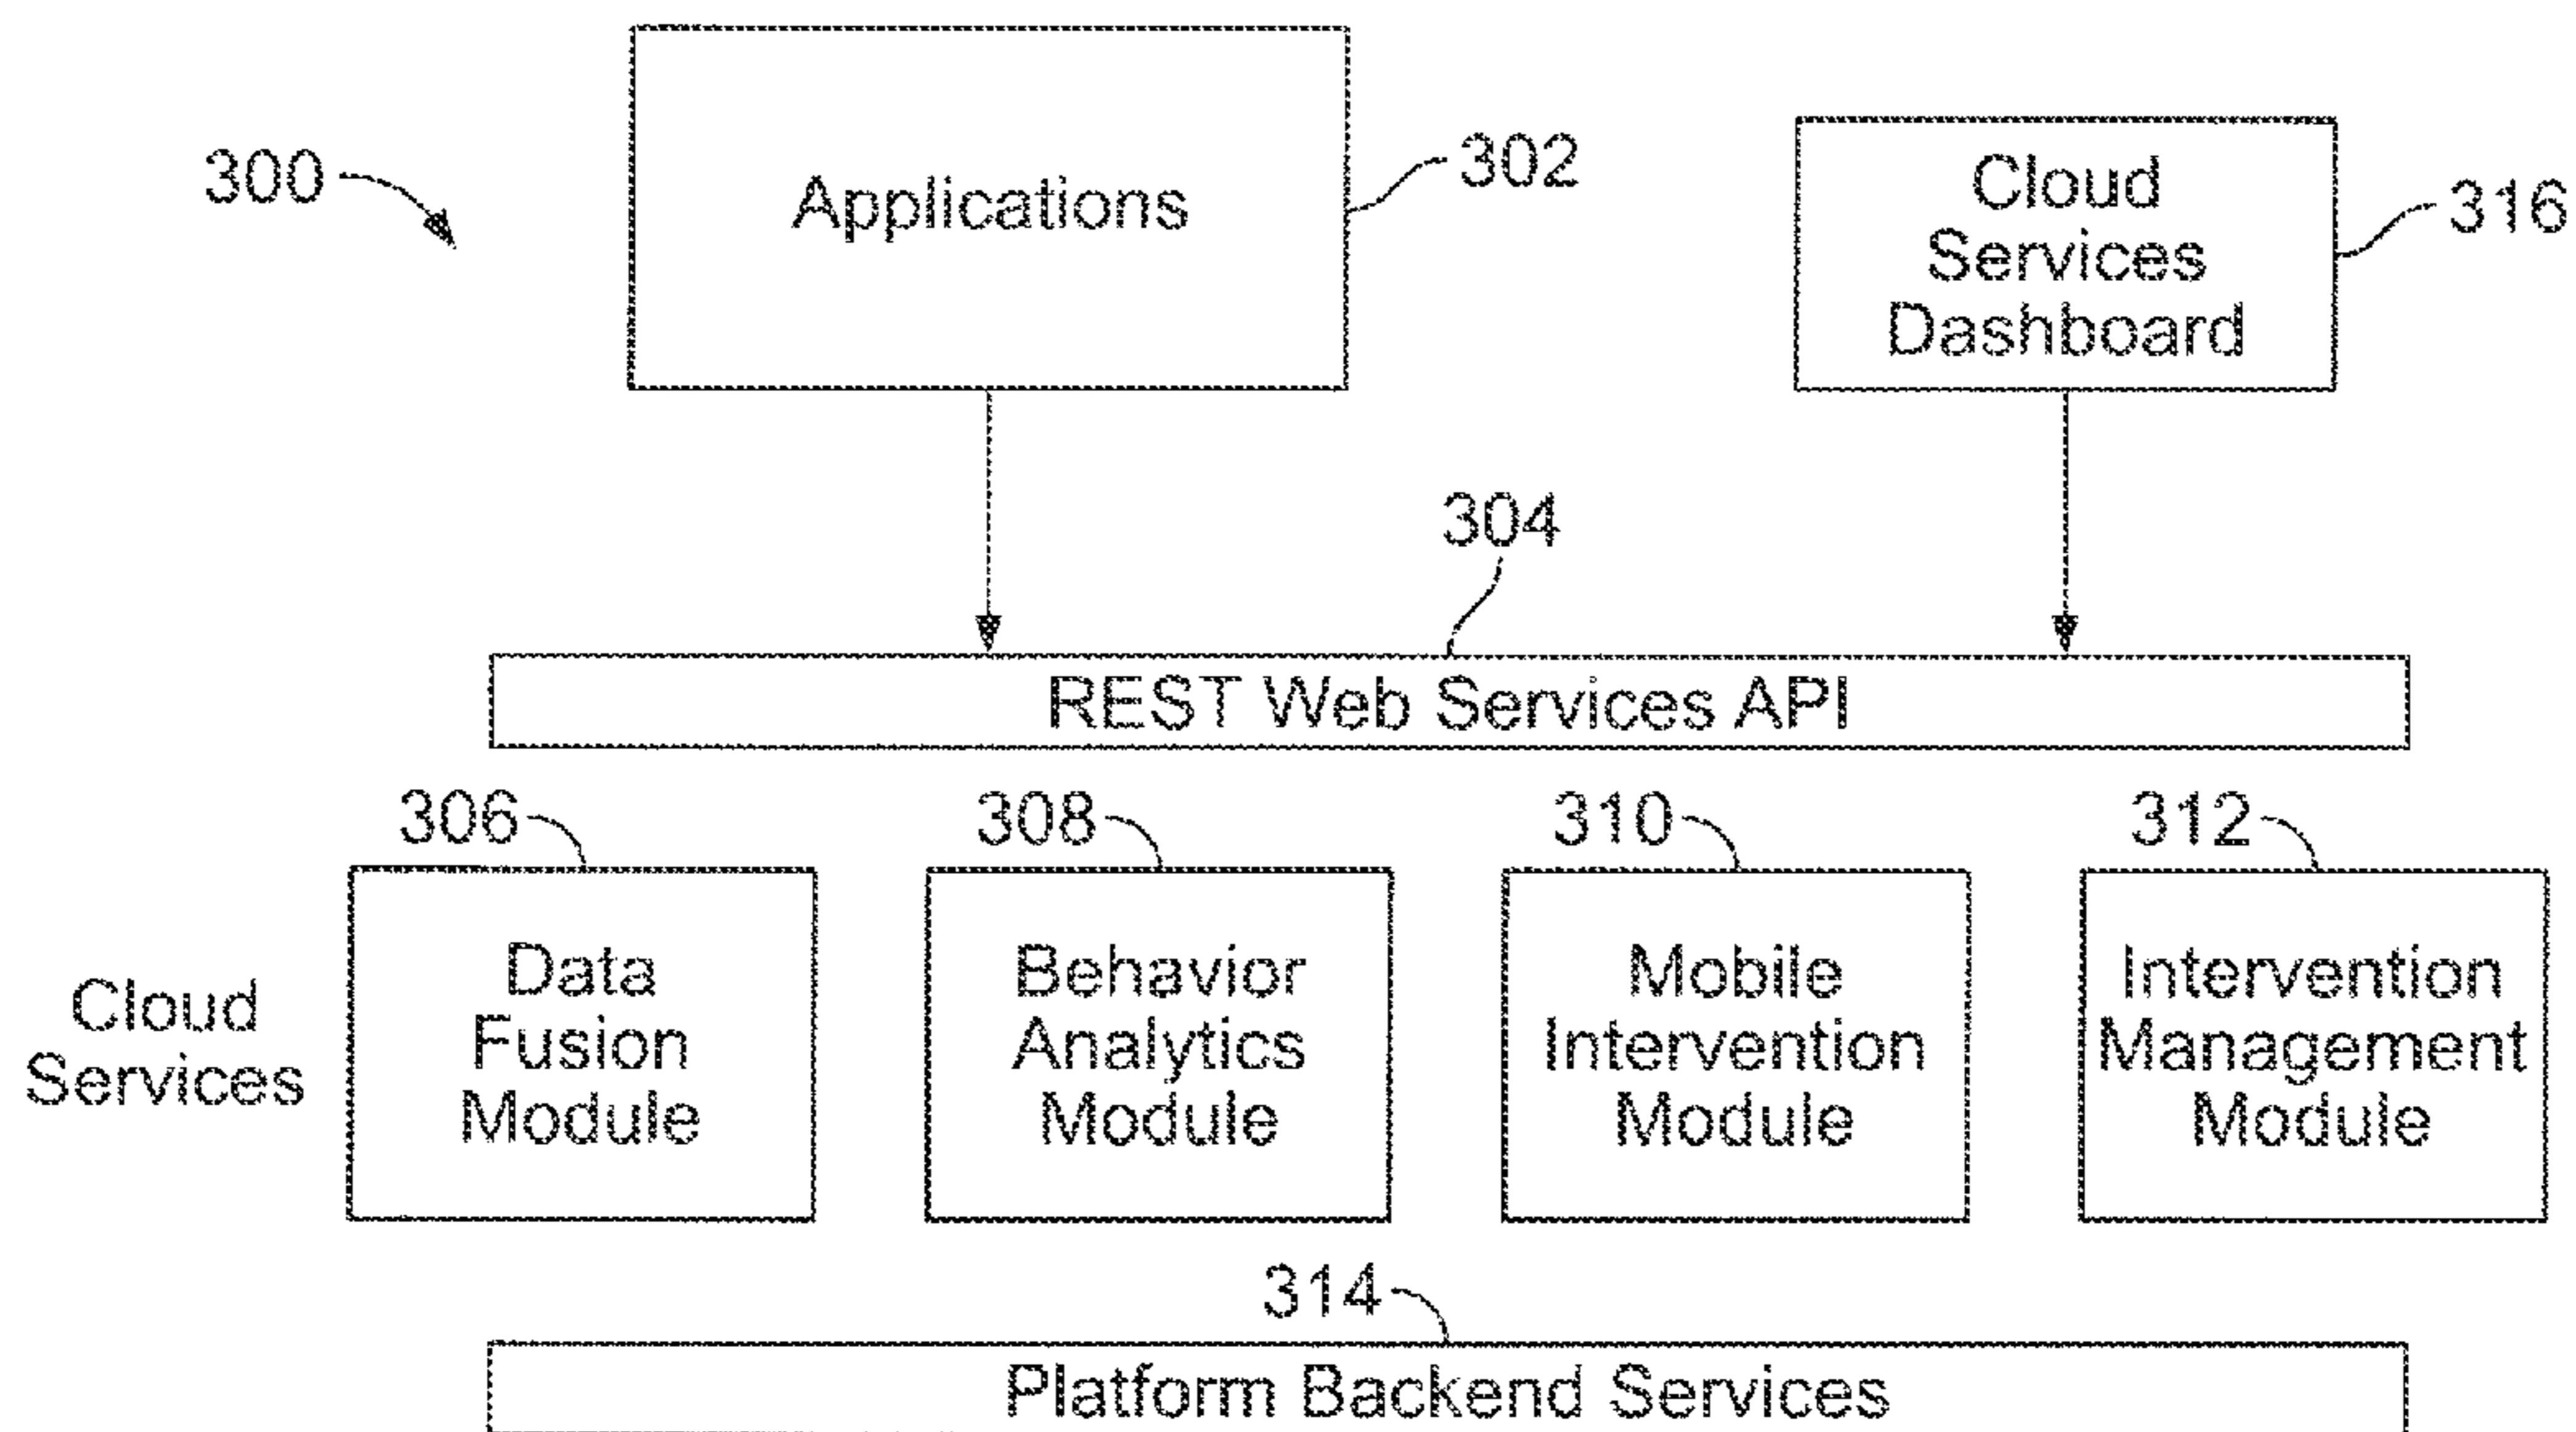 300
Applications
302
Cloud
Services
Dashboard
316
304
REST Web Services API
306
308
310
312
Cloud
Services
Data
Fusion
Module
Behavior
Analytics
Module
Mobile
Intervention
Module
Intervention
Management
Module
314
Platform Backend Services